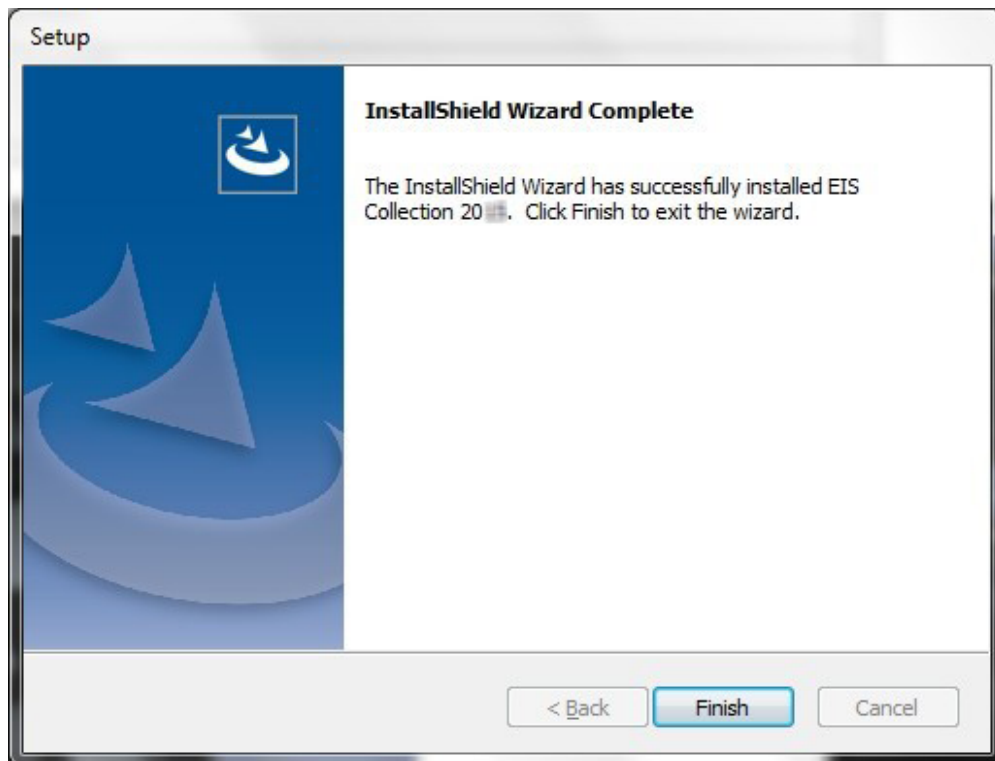 Setup
InstallShield Wizard Complete
The InstallShield Wizard has successfully installed EIS
Collection 20. Click Finish to exit the wizard.
< Back
Finish
Cancel